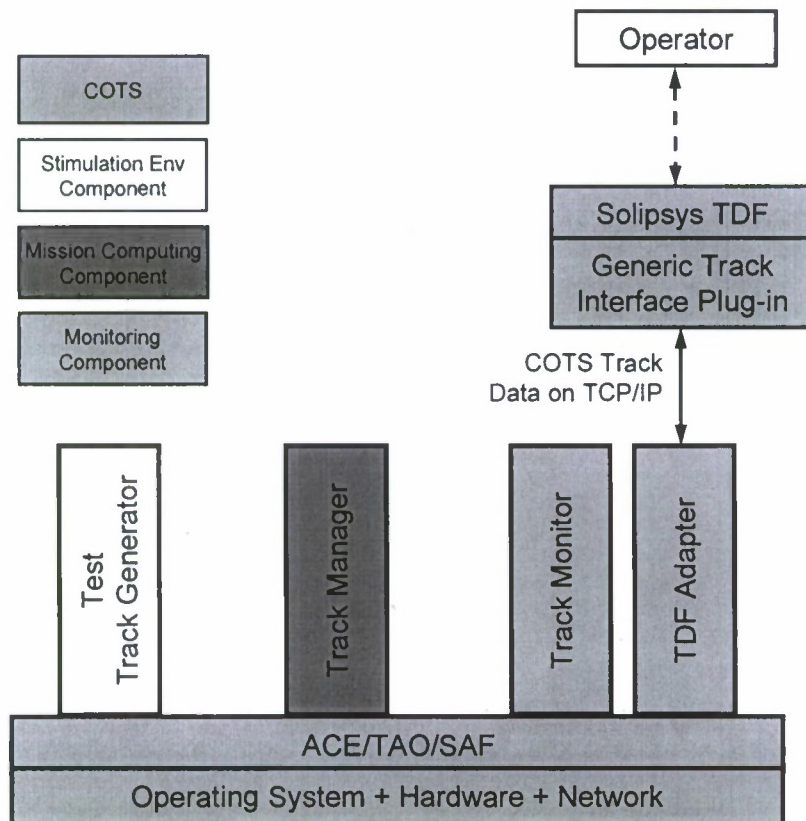 Operator
COTS
Stimulation Env
Component
Mission Computing
Component
Monitoring
Component
Solipsys TDF
Generic Track
Interface Plug-in
COTS Track
Data on TCP/IP
Test
Track Generator
Track Manager
Track Monitor
TDF Adapter
ACE/TAO/SAF
Operating System + Hardware + Network